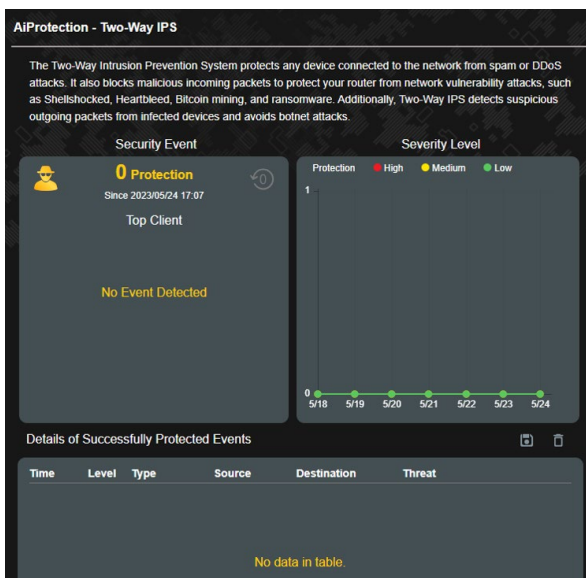 AiProtection - Two-Way IPS
The Two-Way Intrusion Prevention System protects any device connected to the network from spam or DDoS
attacks. It also blocks malicious incoming packets to protect your router from network vulnerability attacks, such
as Shellshocked, Heartbleed, Bitcoin mining, and ransomware. Additionally, Two-Way IPS detects suspicious
outgoing packets from infected devices and avoids botnet attacks.
Security Event
0 Protection
0
Since 2023/05/24 17:07
Top Client
No Event Detected
Severity Level
Protection High Medium Low
1
0
5/18 5/19 5/20 5/21 5/22 5/23 5/24
Details of Successfully Protected Events
Time Level Type Source Destination Threat
No data in table.